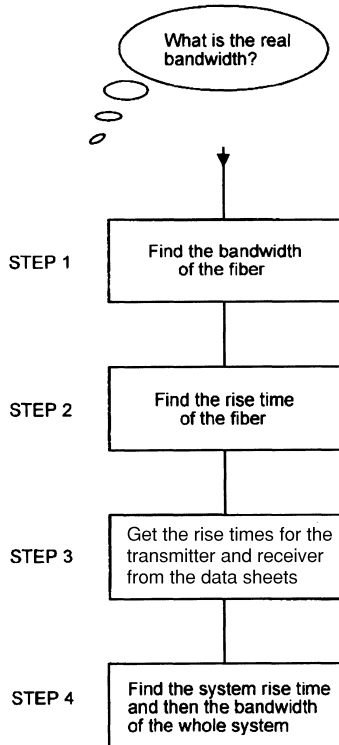 What is the real
bandwidth?
STEP 1
Find the bandwidth
of the fiber
STEP 2
Find the rise time
of the fiber
STEP 3
Get the rise times for the
transmitter and receiver
from the data sheets
STEP 4
Find the system rise time
and then the bandwidth
of the whole system